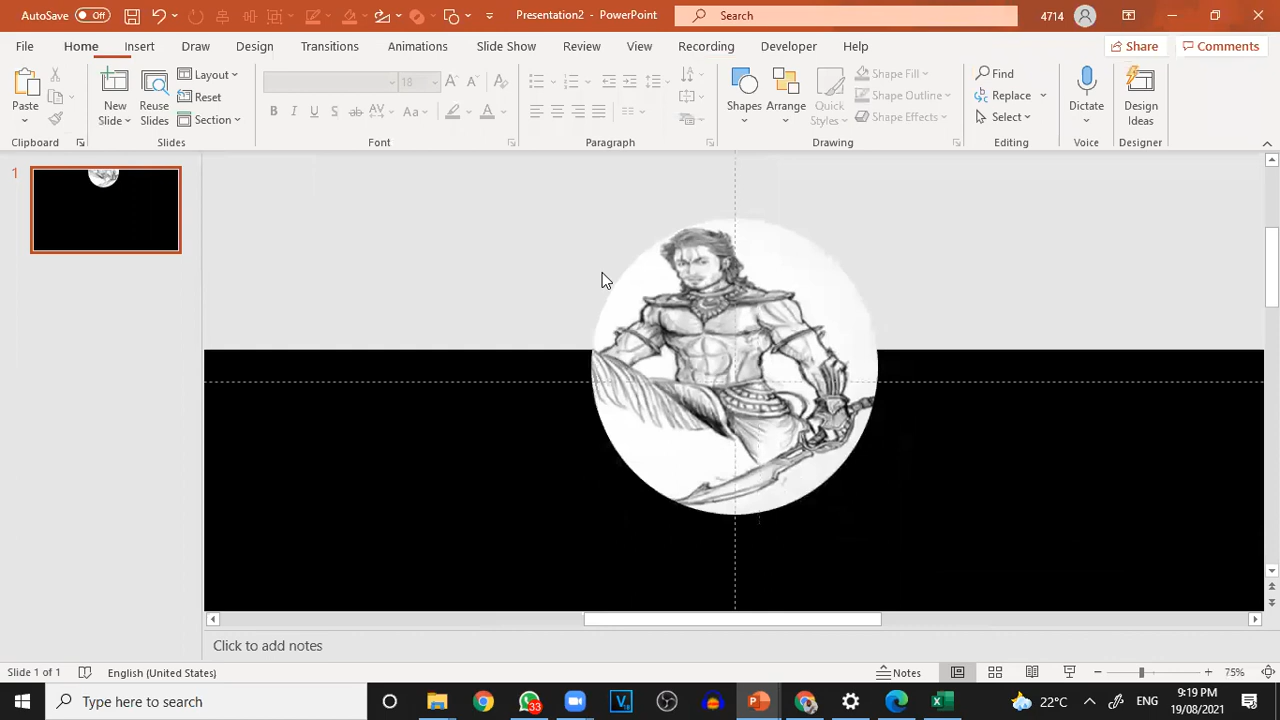 AutoSave Off Presentation2 - PowerPoint Search 4714
File Home Insert Draw Design Transitions Animations Slide Show Review View Recording Developer Help Share Comments
Paste New Slide Reuse Slides Layout Reset Section 18 Shapes Arrange Quick Styles Shape Fill Shape Outline Shape Effects Find Replace Select Dictate Design Ideas
Clipboard Slides Font Paragraph Drawing Editing Voice Designer
1
Click to add notes
Slide 1 of 1 English (United States) Notes 75%
Type here to search 33 22°C ENG 9:19 PM 19/08/2021